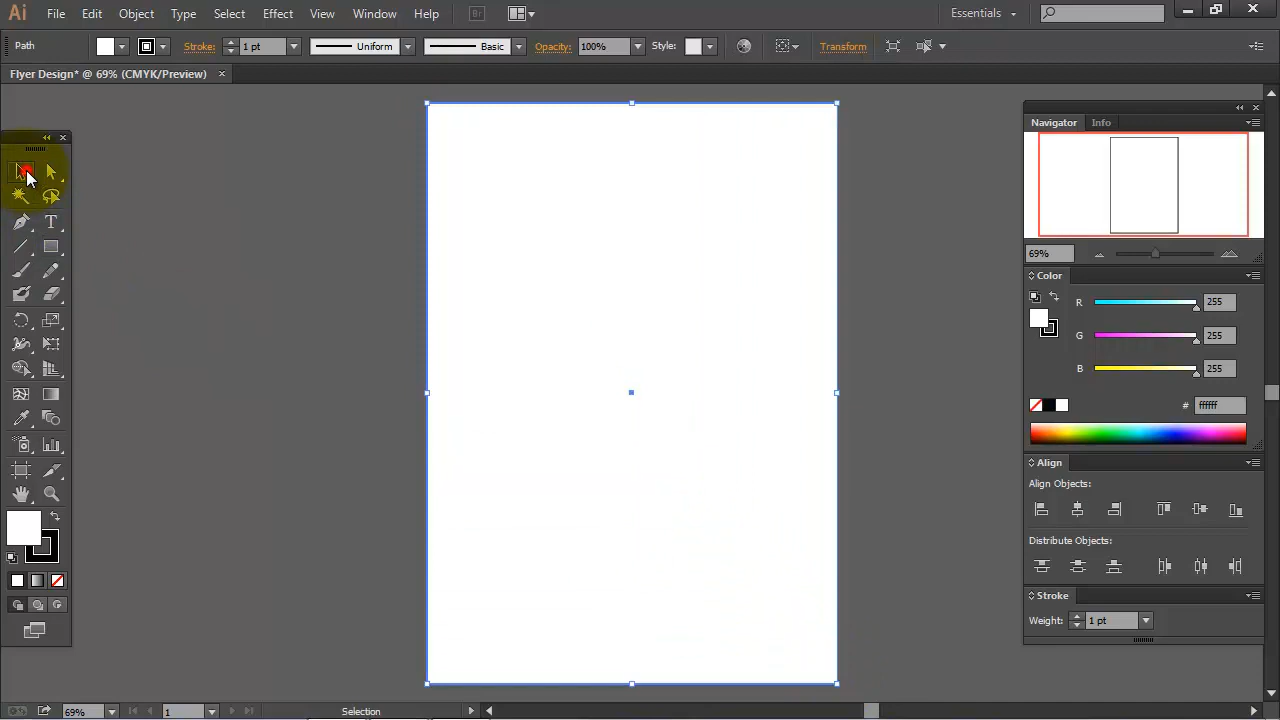 Ai File Edit Object Type Select Effect View Window Help Br Essentials
Path Stroke: 1 pt Uniform Basic Opacity: 100% Style: Transform
Flyer Design* @ 69% (CMYK/Preview)
Navigator Info
69%
Color
R 255
G 255
B 255
# ffffff
Align
Align Objects:
Distribute Objects:
Stroke
Weight: 1 pt
T
69% 1 Selection